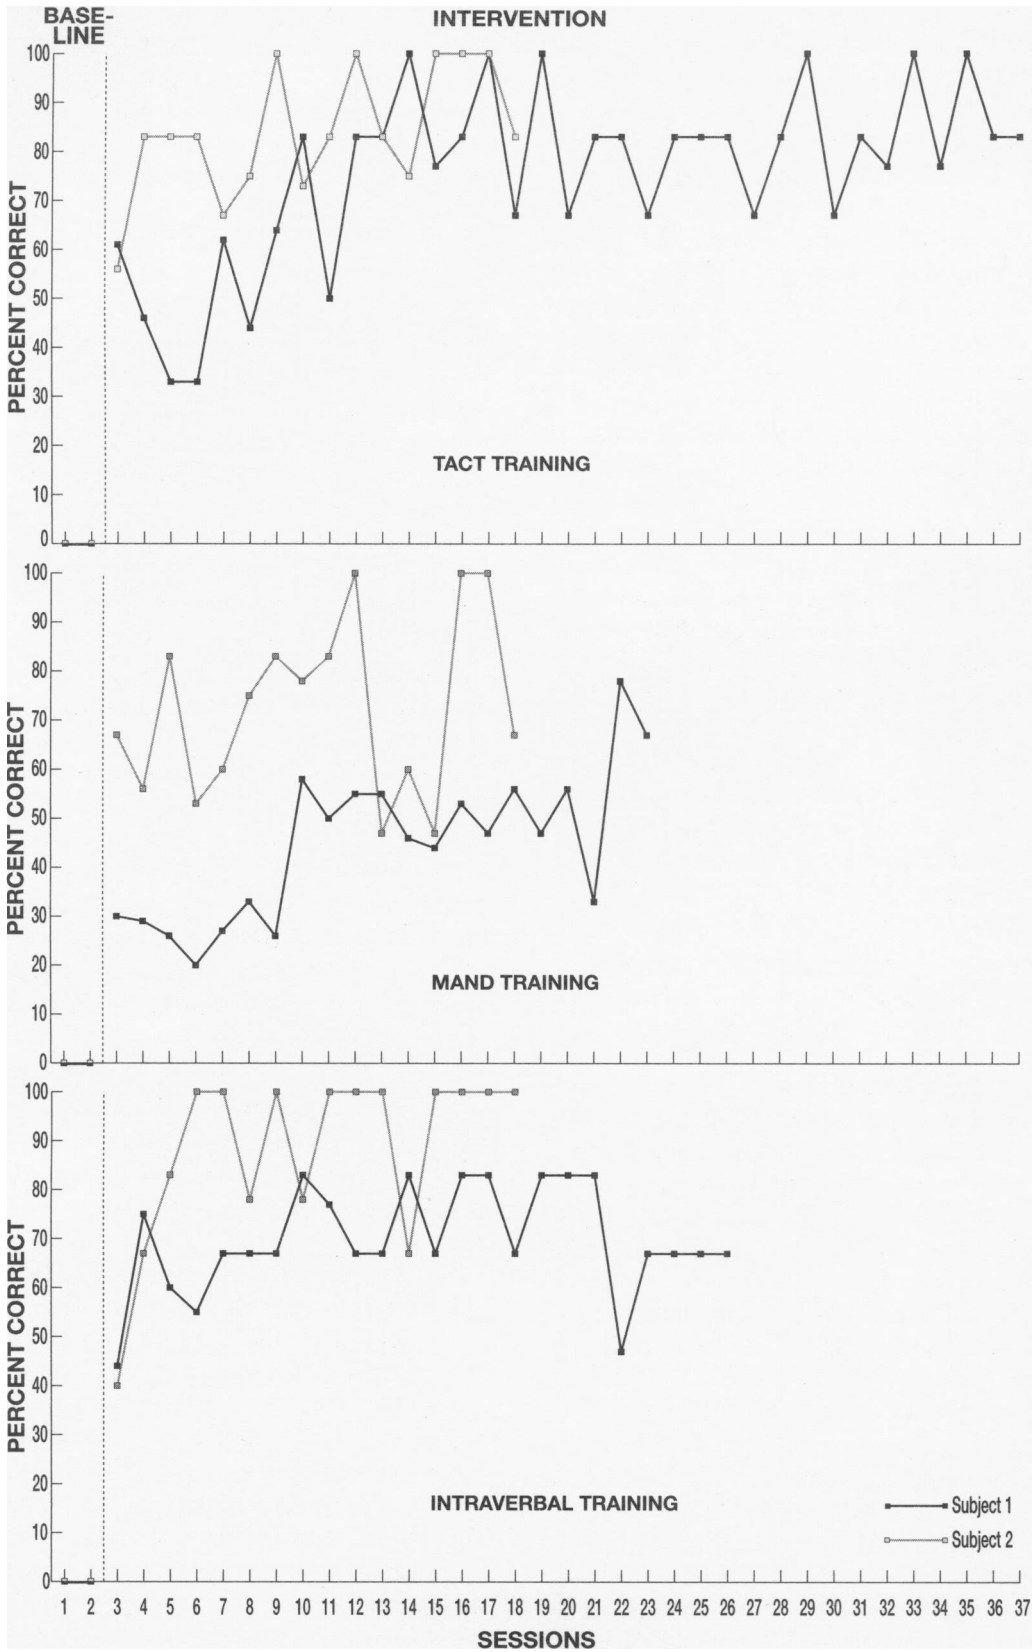 BASE-
LINE
INTERVENTION
100
90
80
70
60
50
40
30
20
10
0
PERCENT CORRECT
TACT TRAINING
100
90
80
70
60
50
40
30
20
10
0
PERCENT CORRECT
MAND TRAINING
100
90
80
70
60
50
40
30
20
10
0
PERCENT CORRECT
INTRAVERBAL TRAINING
Subject 1
Subject 2
1 2 3 4 5 6 7 8 9 10 11 12 13 14 15 16 17 18 19 20 21 22 23 24 25 26 27 28 29 30 31 32 33 34 35 36 37
SESSIONS